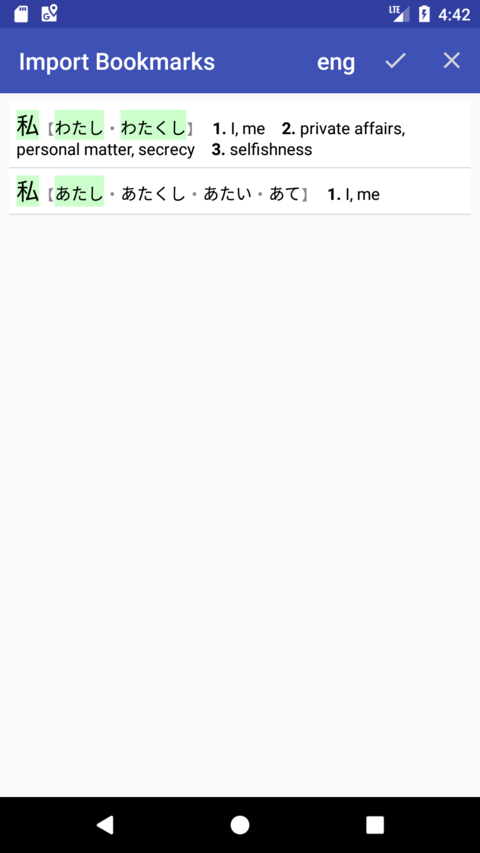 LTE 4:42
Import Bookmarks eng
私【わたし・わたくし】 1. I, me 2. private affairs,
personal matter, secrecy 3. selfishness
私【あたし・あたくし・あたい・あて】 1. I, me